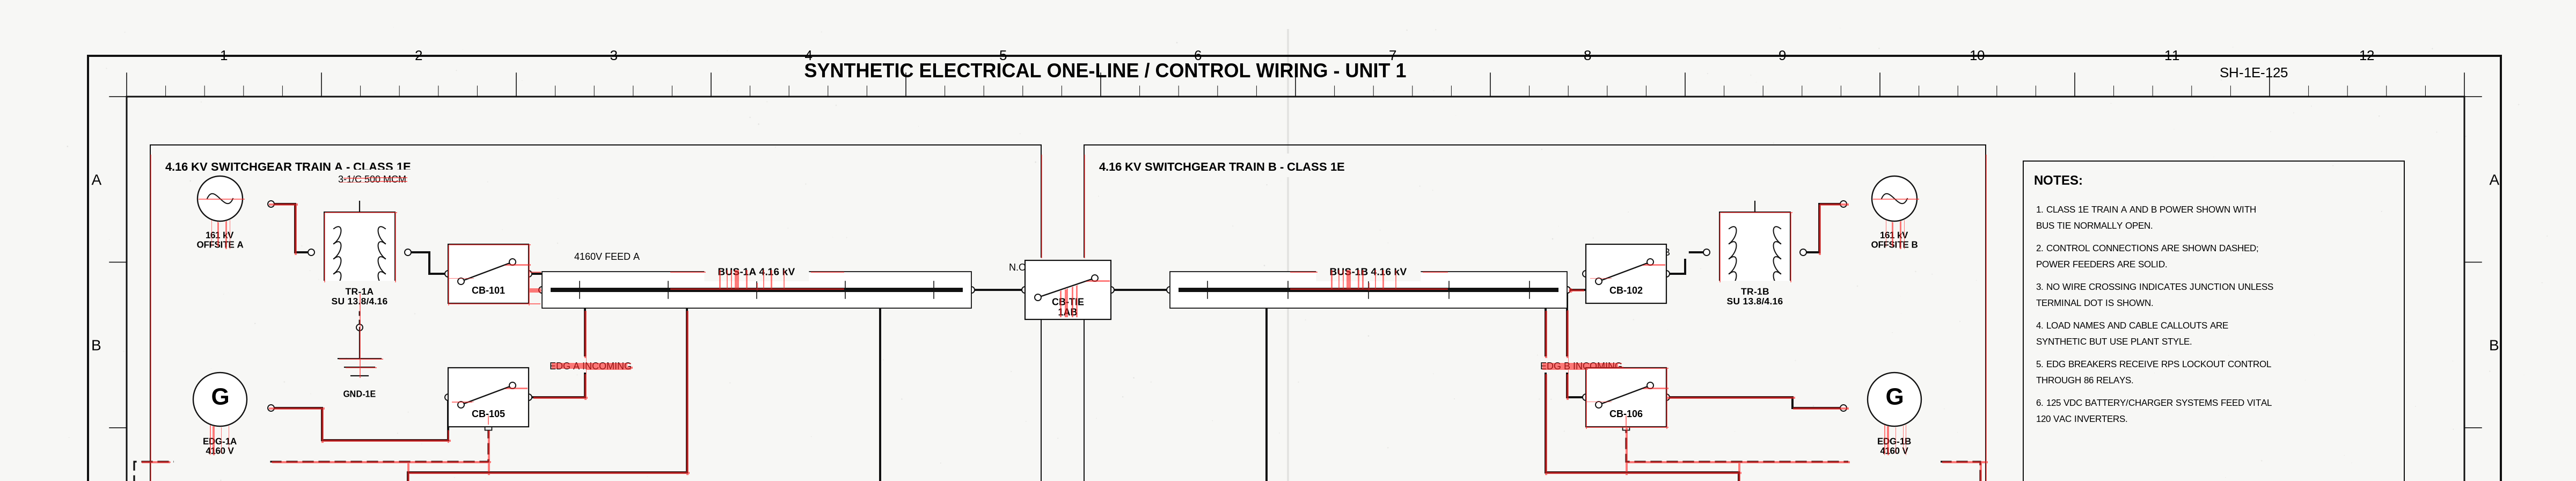 1 2 3 4 5 6 7 8 9 10 11 12
SYNTHETIC ELECTRICAL ONE-LINE / CONTROL WIRING - UNIT 1
SH-1E-125
A
A
B
B
4.16 KV SWITCHGEAR TRAIN A - CLASS 1E
3-1/C 500 MCM
161 kV
OFFSITE A
TR-1A
SU 13.8/4.16
GND-1E
G
EDG-1A
4160 V
CB-101
CB-105
4160V FEED A
EDG A INCOMING
BUS-1A 4.16 kV
N.O
CB-TIE
1AB
4.16 KV SWITCHGEAR TRAIN B - CLASS 1E
BUS-1B 4.16 kV
EDG B INCOMING
CB-102
CB-106
TR-1B
SU 13.8/4.16
161 kV
OFFSITE B
G
EDG-1B
4160 V
NOTES:
1. CLASS 1E TRAIN A AND B POWER SHOWN WITH
BUS TIE NORMALLY OPEN.
2. CONTROL CONNECTIONS ARE SHOWN DASHED;
POWER FEEDERS ARE SOLID.
3. NO WIRE CROSSING INDICATES JUNCTION UNLESS
TERMINAL DOT IS SHOWN.
4. LOAD NAMES AND CABLE CALLOUTS ARE
SYNTHETIC BUT USE PLANT STYLE.
5. EDG BREAKERS RECEIVE RPS LOCKOUT CONTROL
THROUGH 86 RELAYS.
6. 125 VDC BATTERY/CHARGER SYSTEMS FEED VITAL
120 VAC INVERTERS.